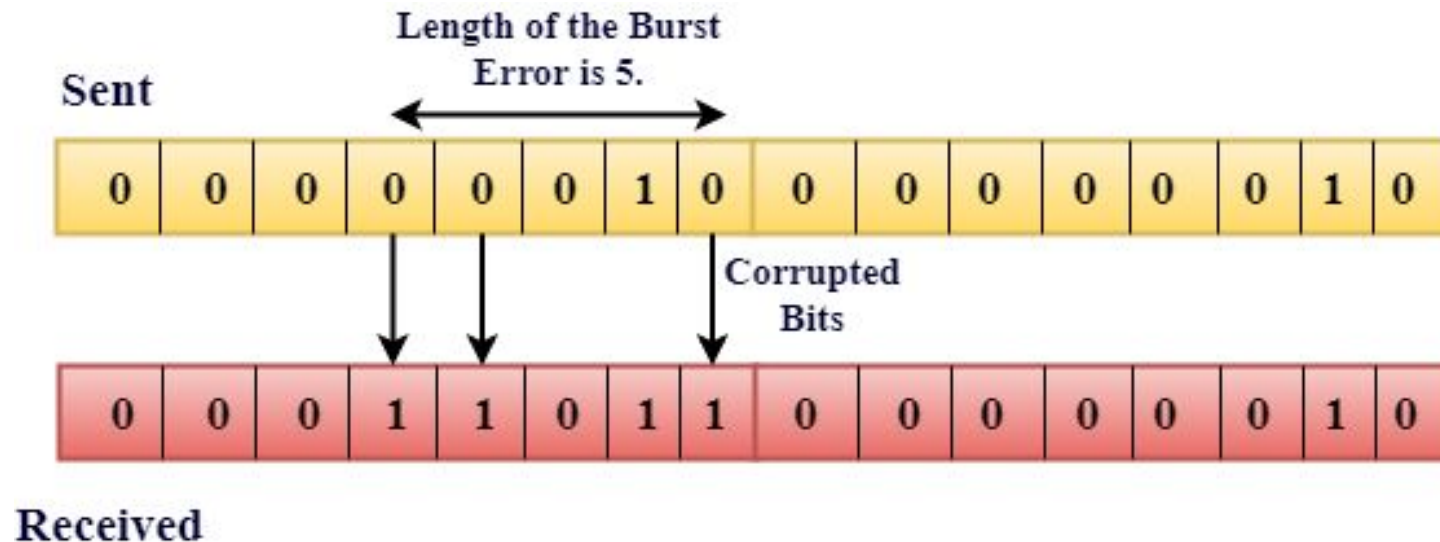 Length of the Burst
Error is 5.
Sent
0 0 0 0 0 0 1 0 0 0 0 0 0 0 1 0
Corrupted
Bits
0 0 0 1 1 0 1 1 0 0 0 0 0 0 1 0
Received